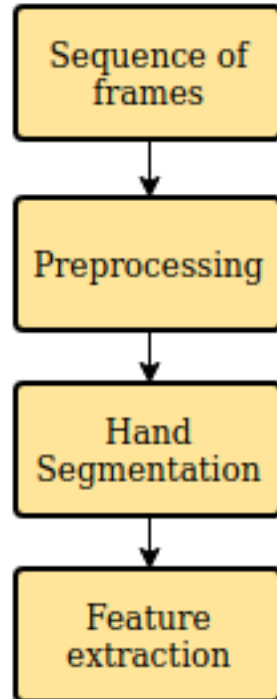 Sequence of
frames
Preprocessing
Hand
Segmentation
Feature
extraction